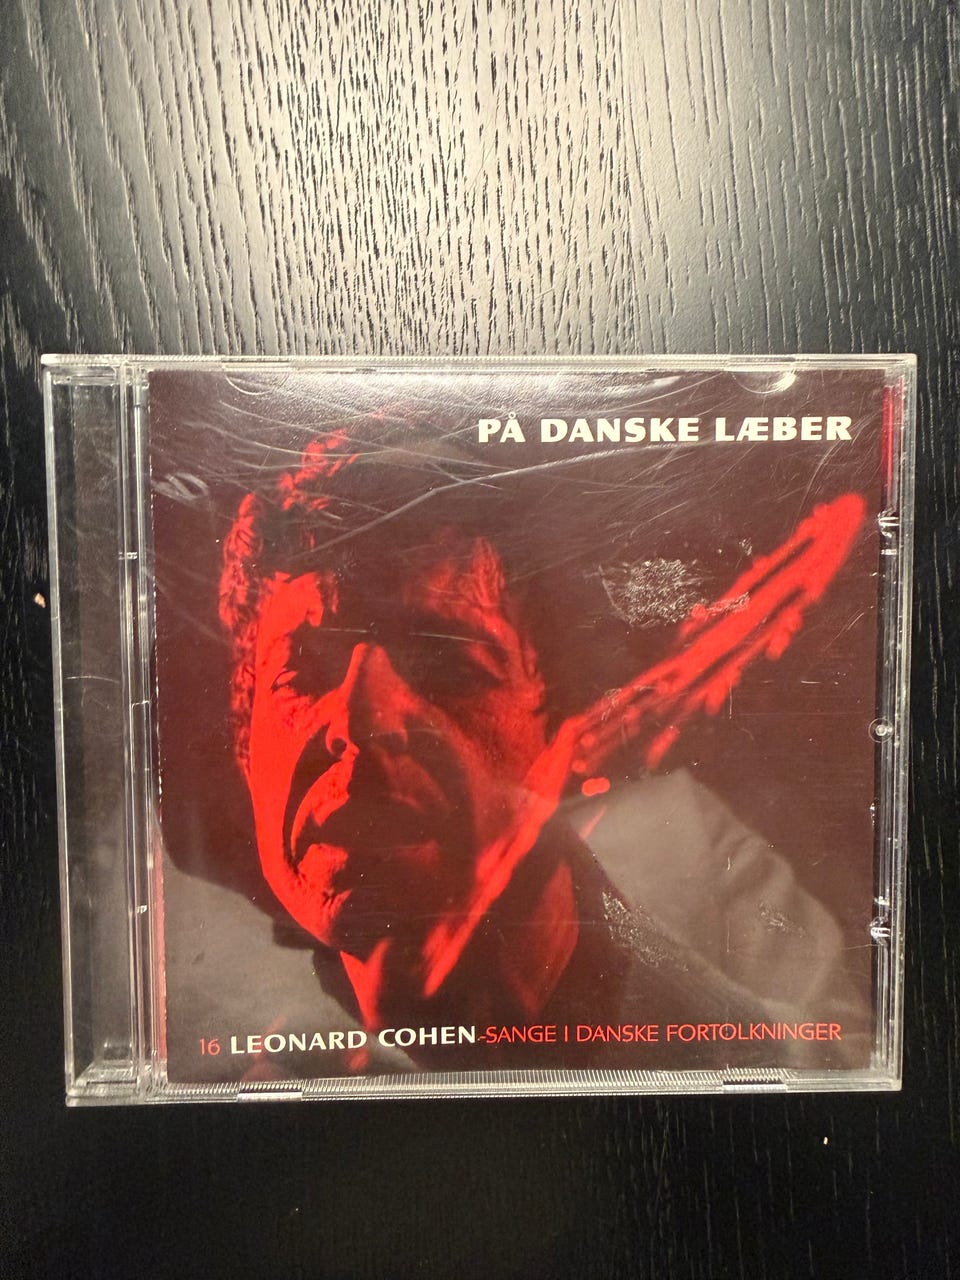 PÅ DANSKE LÆBER
16 LEONARD COHEN-SANGE I DANSKE FORTOLKNINGER